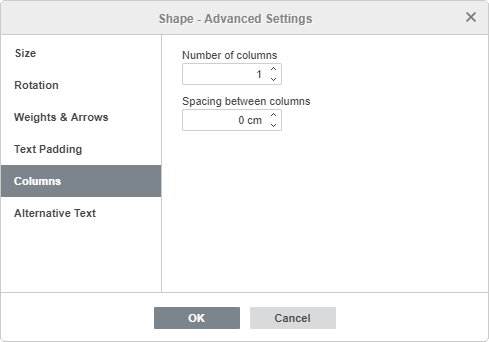 Shape - Advanced Settings
Size
Rotation
Weights & Arrows
Text Padding
Columns
Alternative Text
Number of columns
1
Spacing between columns
0 cm
OK
Cancel